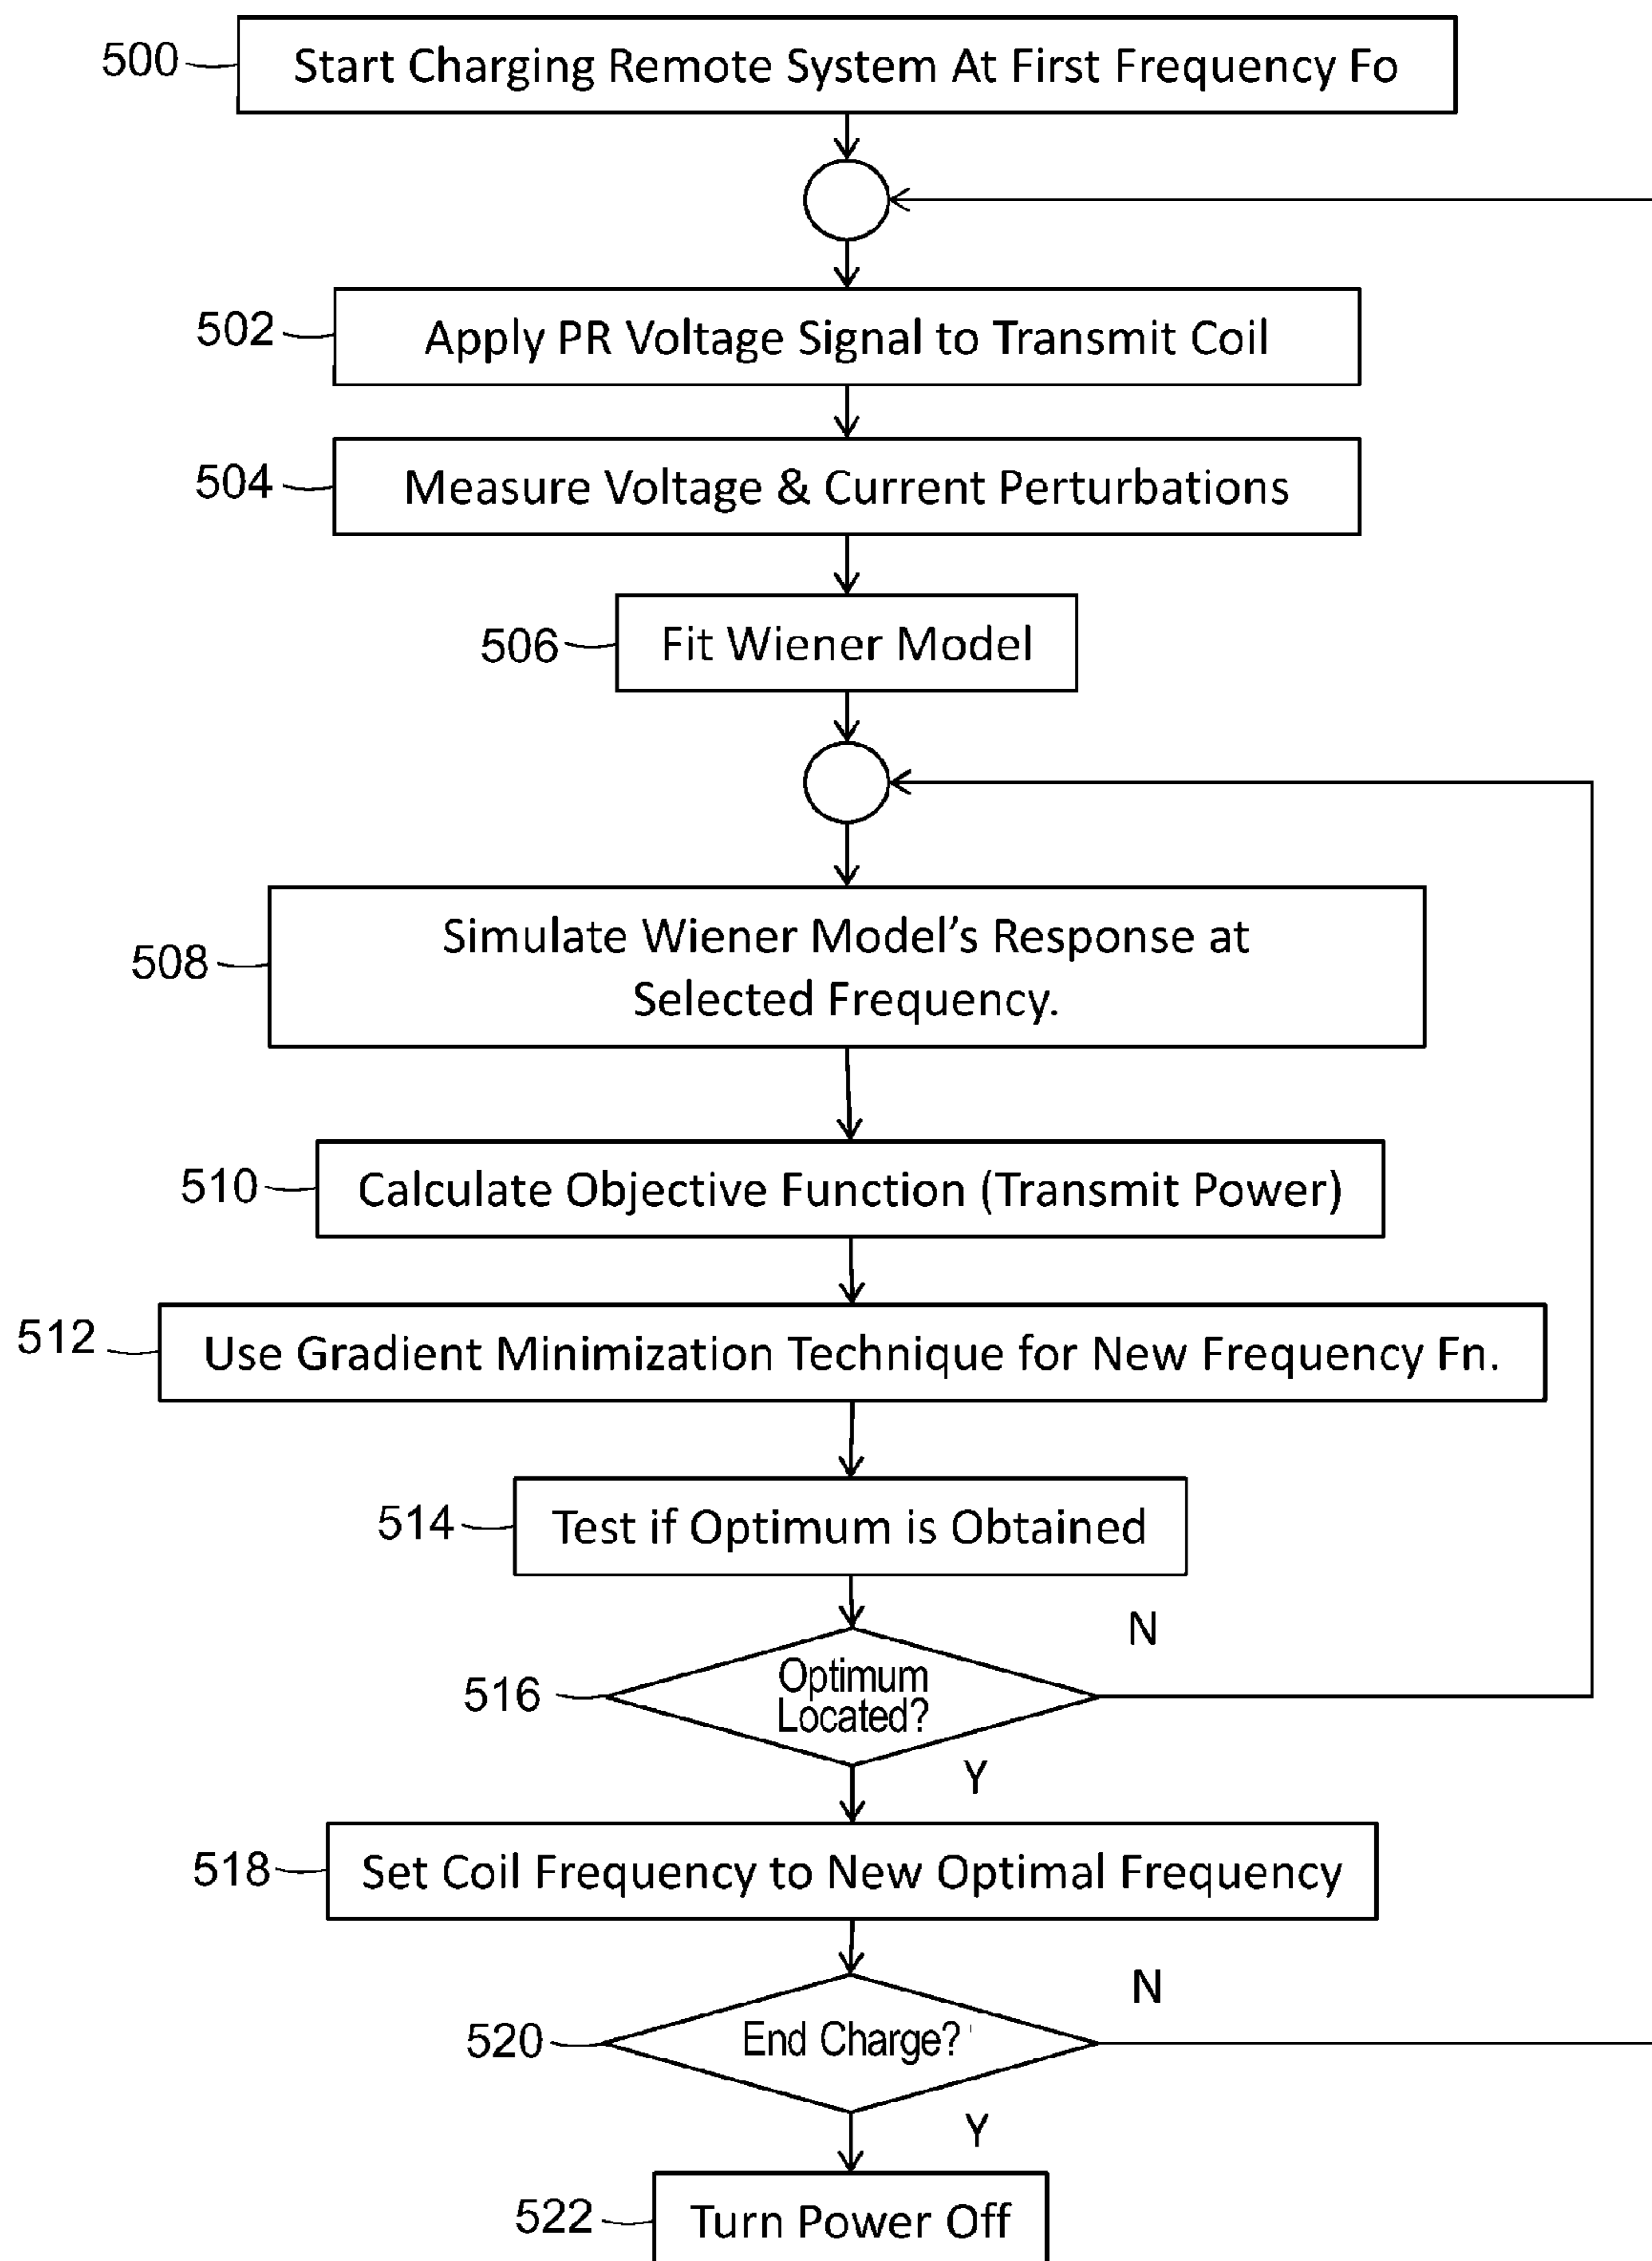 500 Start Charging Remote System At First Frequency Fo
502 Apply PR Voltage Signal to Transmit Coil
504 Measure Voltage & Current Perturbations
506 Fit Wiener Model
508 Simulate Wiener Model's Response at
Selected Frequency.
510 Calculate Objective Function (Transmit Power)
512 Use Gradient Minimization Technique for New Frequency Fn.
514 Test if Optimum is Obtained
N
516 Optimum
Located?
Y
518 Set Coil Frequency to New Optimal Frequency
N
520 End Charge?
Y
522 Turn Power Off